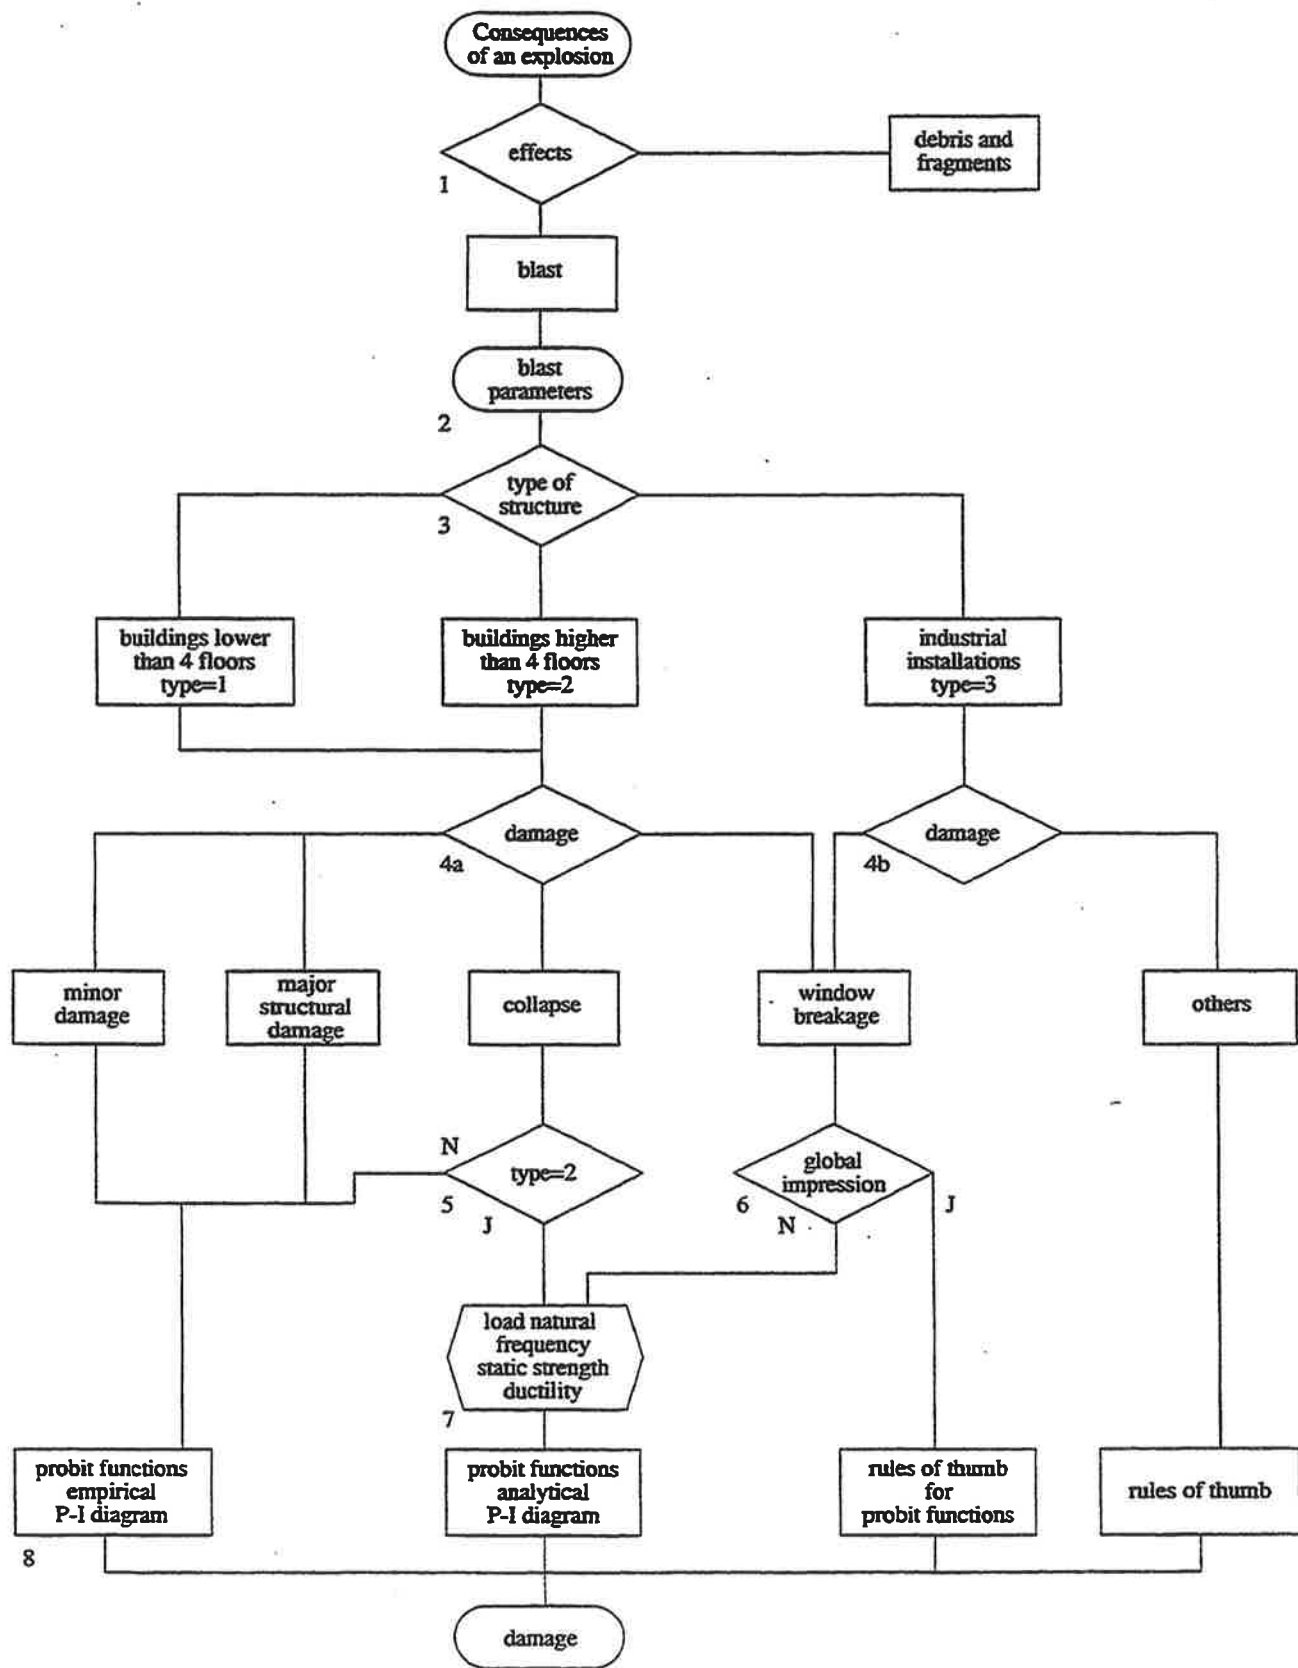 Consequences
of an explosion
effects
debris and
fragments
1
blast
blast
parameters
2
type of
structure
3
buildings lower
than 4 floors
type=1
buildings higher
than 4 floors
type=2
industrial
installations
type=3
damage
4a
damage
4b
minor
damage
major
structural
damage
collapse
window
breakage
others
N
type=2
5
J
global
impression
6
N
J
load natural
frequency
static strength
ductility
7
probit functions
empirical
P-I diagram
probit functions
analytical
P-I diagram
rules of thumb
for
probit functions
rules of thumb
8
damage